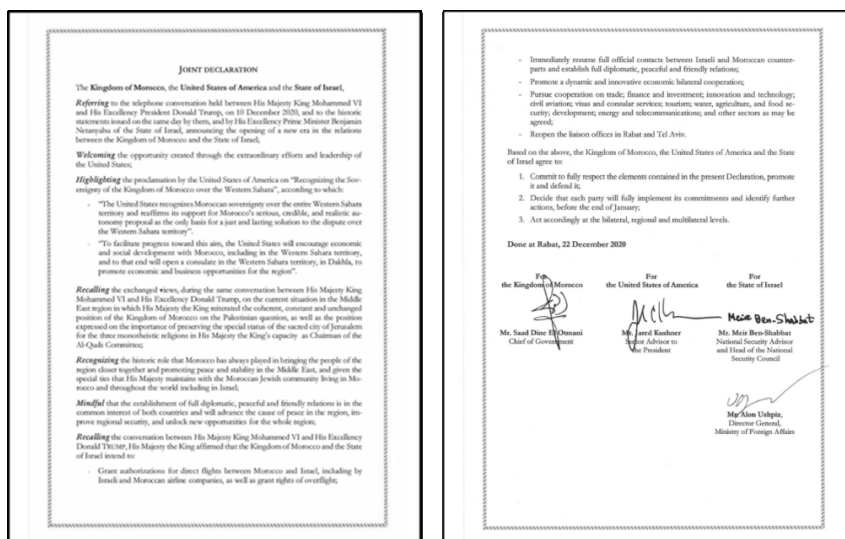 JOINT DECLARATION
The Kingdom of Morocco, the United States of America and the State of Israel,
Referring to the telephone conversation held between His Majesty King Mohammed VI
and His Excellency President Donald Trump, on 10 December 2020, and to the historic
statements issued on the same day by them, and by His Excellency Prime Minister Benjamin
Netanyahu of the State of Israel, announcing the opening of a new era in the relations
between the Kingdom of Morocco and the State of Israel;
Welcoming the opportunity created through the extraordinary efforts and leadership of
the United States;
Highlighting the proclamation by the United States of America on "Recognizing the Sov-
ereignty of the Kingdom of Morocco over the Western Sahara", according to which:
- "The United States recognizes Moroccan sovereignty over the entire Western Sahara
territory and reaffirms its support for Morocco's serious, credible, and realistic au-
tonomy proposal as the only basis for a just and lasting solution to the dispute over
the Western Sahara territory".
- "To facilitate progress toward this aim, the United States will encourage economic
and social development with Morocco, including in the Western Sahara territory,
and to that end will open a consulate in the Western Sahara territory, in Dakhla, to
promote economic and business opportunities for the region".
Recalling the exchanged views, during the same conversation between His Majesty King
Mohammed VI and His Excellency Donald Trump, on the current situation in the Middle
East region in which His Majesty the King reiterated the coherent, constant and unchanged
position of the Kingdom of Morocco on the Palestinian question, as well as the position
expressed on the importance of preserving the special status of the sacred city of Jerusalem
for the three monotheistic religions in His Majesty the King's capacity as Chairman of the
Al-Quds Committee;
Recognizing the historic role that Morocco has always played in bringing the people of the
region closer together and promoting peace and stability in the Middle East, and given the
special ties that His Majesty maintains with the Moroccan Jewish community living in Mo-
rocco and throughout the world including in Israel;
Mindful that the establishment of full diplomatic, peaceful and friendly relations is in the
common interest of both countries and will advance the cause of peace in the region, im-
prove regional security, and unlock new opportunities for the whole region;
Recalling the conversation between His Majesty King Mohammed VI and His Excellency
Donald TRUMP, His Majesty the King affirmed that the Kingdom of Morocco and the State
of Israel intend to:
- Grant authorizations for direct flights between Morocco and Israel, including by
Israeli and Moroccan airline companies, as well as grant rights of overflight;
- Immediately resume full official contacts between Israeli and Moroccan counter-
parts and establish full diplomatic, peaceful and friendly relations;
- Promote a dynamic and innovative economic bilateral cooperation;
- Pursue cooperation on trade; finance and investment; innovation and technology;
civil aviation; visas and consular services; tourism; water, agriculture, and food se-
curity; development; energy and telecommunications; and other sectors as may be
agreed;
- Reopen the liaison offices in Rabat and Tel Aviv.
Based on the above, the Kingdom of Morocco, the United States of America and the State
of Israel agree to:
1. Commit to fully respect the elements contained in the present Declaration, promote
it and defend it;
2. Decide that each party will fully implement its commitments and identify further
actions, before the end of January;
3. Act accordingly at the bilateral, regional and multilateral levels.
Done at Rabat, 22 December 2020
For
the Kingdom of Morocco
Mr. Saad Dine El Otmani
Chief of Government
For
the United States of America
Mr. Jared Kushner
Senior Advisor to
the President
For
the State of Israel
Meir Ben-Shabbat
Mr. Meir Ben-Shabbat
National Security Advisor
and Head of the National
Security Council
Mr. Alon Ushpiz,
Director General,
Ministry of Foreign Affairs